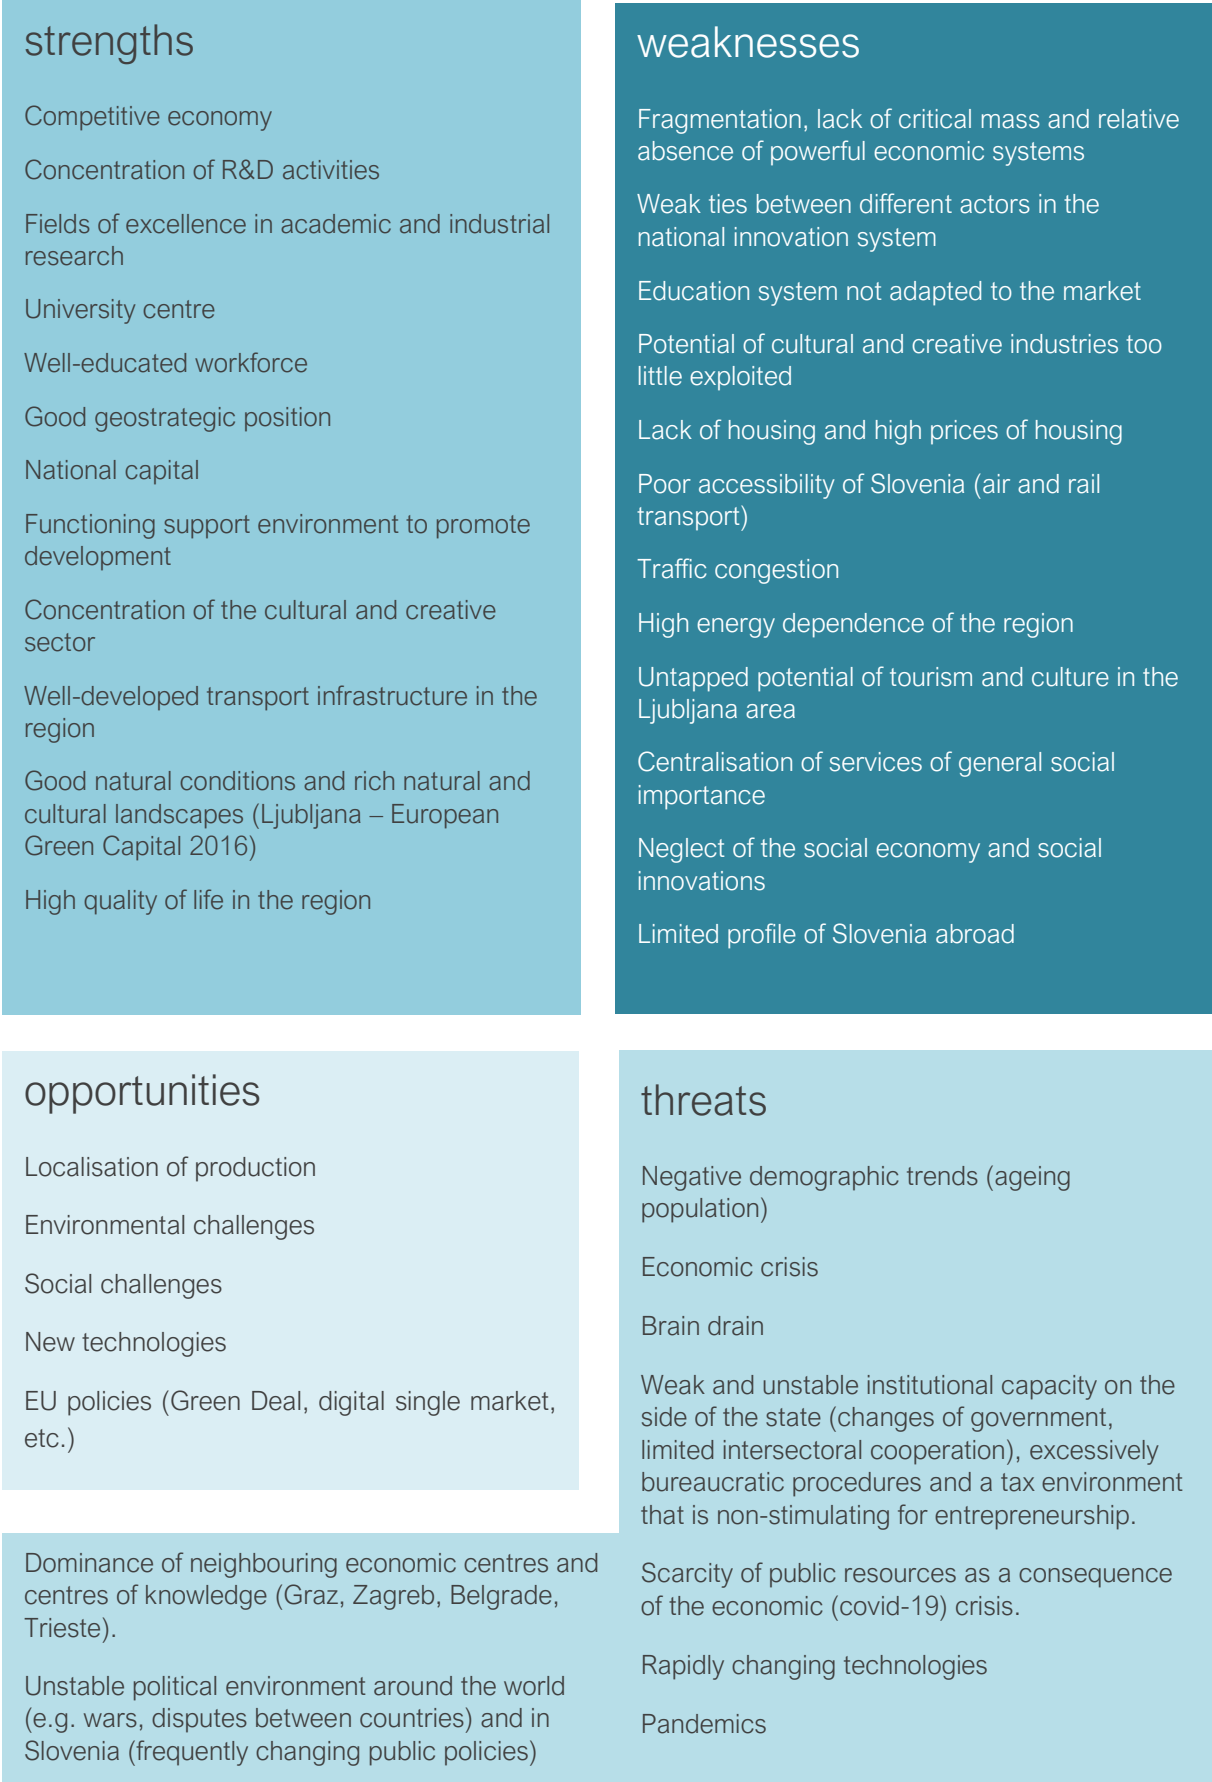 strengths
Competitive economy
Concentration of R&D activities
Fields of excellence in academic and industrial
research
University centre
Well-educated workforce
Good geostrategic position
National capital
Functioning support environment to promote
development
Concentration of the cultural and creative
sector
Well-developed transport infrastructure in the
region
Good natural conditions and rich natural and
cultural landscapes (Ljubljana – European
Green Capital 2016)
High quality of life in the region
weaknesses
Fragmentation, lack of critical mass and relative
absence of powerful economic systems
Weak ties between different actors in the
national innovation system
Education system not adapted to the market
Potential of cultural and creative industries too
little exploited
Lack of housing and high prices of housing
Poor accessibility of Slovenia (air and rail
transport)
Traffic congestion
High energy dependence of the region
Untapped potential of tourism and culture in the
Ljubljana area
Centralisation of services of general social
importance
Neglect of the social economy and social
innovations
Limited profile of Slovenia abroad
opportunities
Localisation of production
Environmental challenges
Social challenges
New technologies
EU policies (Green Deal, digital single market,
etc.)
threats
Negative demographic trends (ageing
population)
Economic crisis
Brain drain
Weak and unstable institutional capacity on the
side of the state (changes of government,
limited intersectoral cooperation), excessively
bureaucratic procedures and a tax environment
that is non-stimulating for entrepreneurship.
Scarcity of public resources as a consequence
of the economic (covid-19) crisis.
Rapidly changing technologies
Pandemics
Dominance of neighbouring economic centres and
centres of knowledge (Graz, Zagreb, Belgrade,
Trieste).
Unstable political environment around the world
(e.g. wars, disputes between countries) and in
Slovenia (frequently changing public policies)